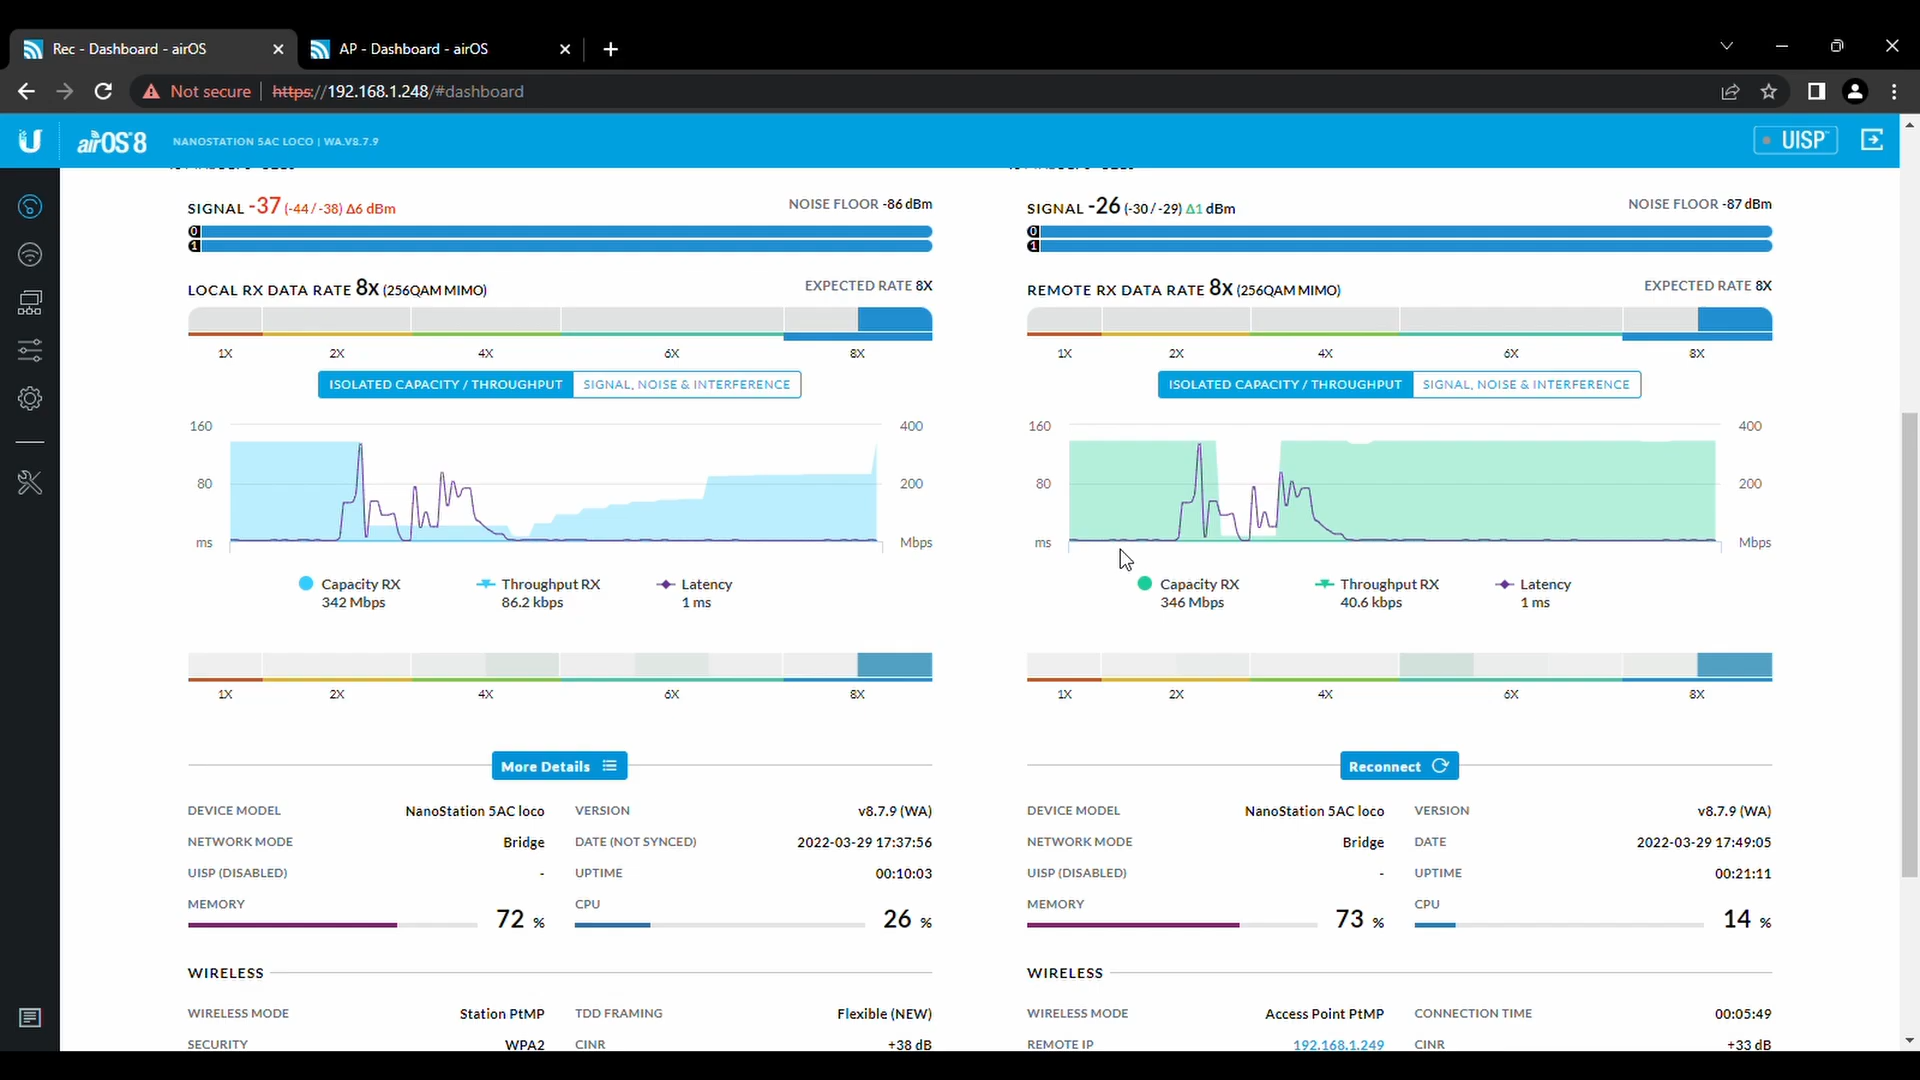 Rec - Dashboard - airOS
AP - Dashboard - airOS
Not secure
https://192.168.1.248/#dashboard
U
airOS 8
NANOSTATION 5AC LOCO | WA.V8.7.9
UISP
SIGNAL -37 (-44 / -38) Δ6 dBm
NOISE FLOOR -86 dBm
0
1
LOCAL RX DATA RATE 8X (256QAM MIMO)
EXPECTED RATE 8X
1X 2X 4X 6X 8X
ISOLATED CAPACITY / THROUGHPUT
SIGNAL, NOISE & INTERFERENCE
160 400
80 200
ms Mbps
Capacity RX Throughput RX Latency
342 Mbps 86.2 kbps 1 ms
1X 2X 4X 6X 8X
More Details
DEVICE MODEL NanoStation 5AC loco VERSION v8.7.9 (WA)
NETWORK MODE Bridge DATE (NOT SYNCED) 2022-03-29 17:37:56
UISP (DISABLED) - UPTIME 00:10:03
MEMORY 72 % CPU 26 %
WIRELESS
WIRELESS MODE Station PtMP TDD FRAMING Flexible (NEW)
SECURITY WPA2 CINR +38 dB
SIGNAL -26 (-30 / -29) Δ1 dBm
NOISE FLOOR -87 dBm
0
1
REMOTE RX DATA RATE 8X (256QAM MIMO)
EXPECTED RATE 8X
1X 2X 4X 6X 8X
ISOLATED CAPACITY / THROUGHPUT
SIGNAL, NOISE & INTERFERENCE
160 400
80 200
ms Mbps
Capacity RX Throughput RX Latency
346 Mbps 40.6 kbps 1 ms
1X 2X 4X 6X 8X
Reconnect
DEVICE MODEL NanoStation 5AC loco VERSION v8.7.9 (WA)
NETWORK MODE Bridge DATE 2022-03-29 17:49:05
UISP (DISABLED) - UPTIME 00:21:11
MEMORY 73 % CPU 14 %
WIRELESS
WIRELESS MODE Access Point PtMP CONNECTION TIME 00:05:49
REMOTE IP 192.168.1.249 CINR +33 dB